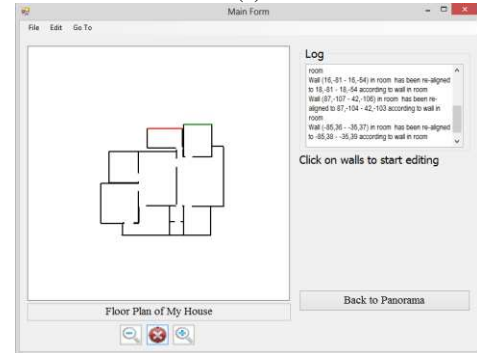 Main Form
File Edit Go To
Log
room
Wall (16,-81 - 16,-54) in room has been re-aligned
to 18,-81 - 18,-54 according to wall in room
Wall (87,-107 - 42,-106) in room has been re-
aligned to 87,-104 - 42,-103 according to wall in
room
Wall (-85,36 - -35,37) in room has been re-aligned
to -85,38 - -35,39 according to wall in room
Click on walls to start editing
Back to Panorama
Floor Plan of My House